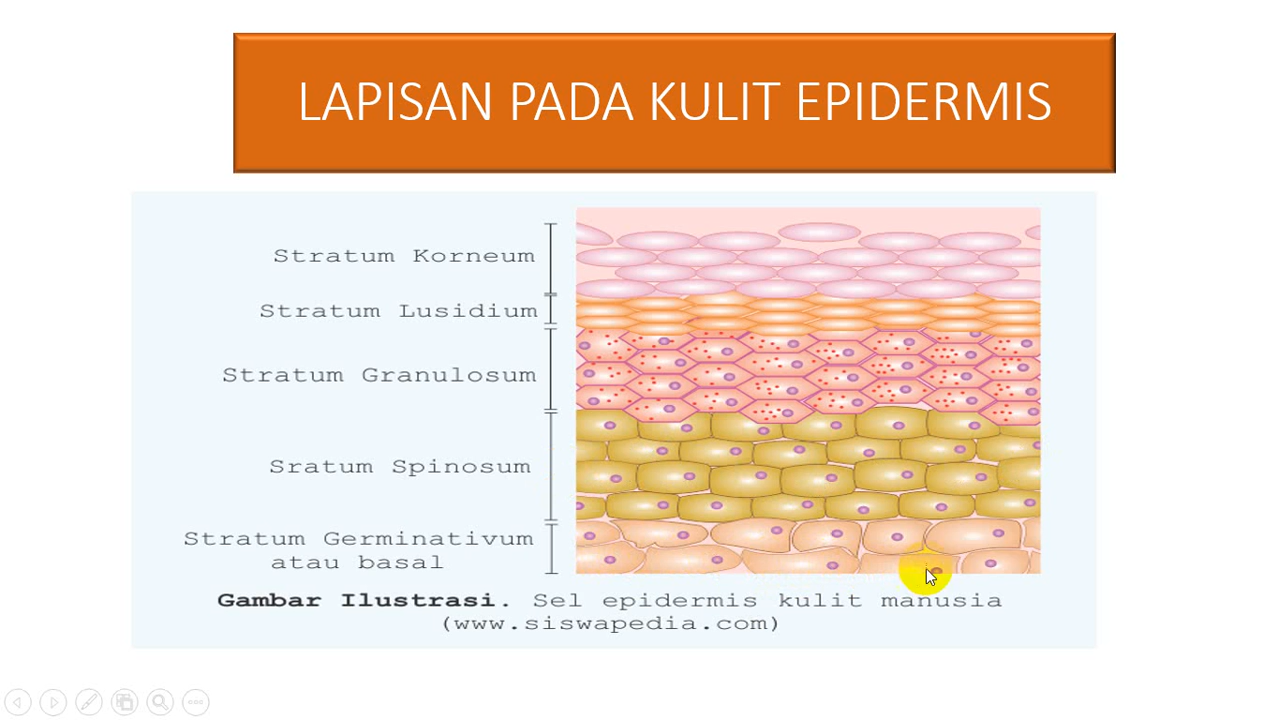 LAPISAN PADA KULIT EPIDERMIS
Stratum Korneum
Stratum Lusidium
Stratum Granulosum
Sratum Spinosum
Stratum Germinativum
atau basal
Gambar Ilustrasi. Sel epidermis kulit manusia
(www.siswapedia.com)